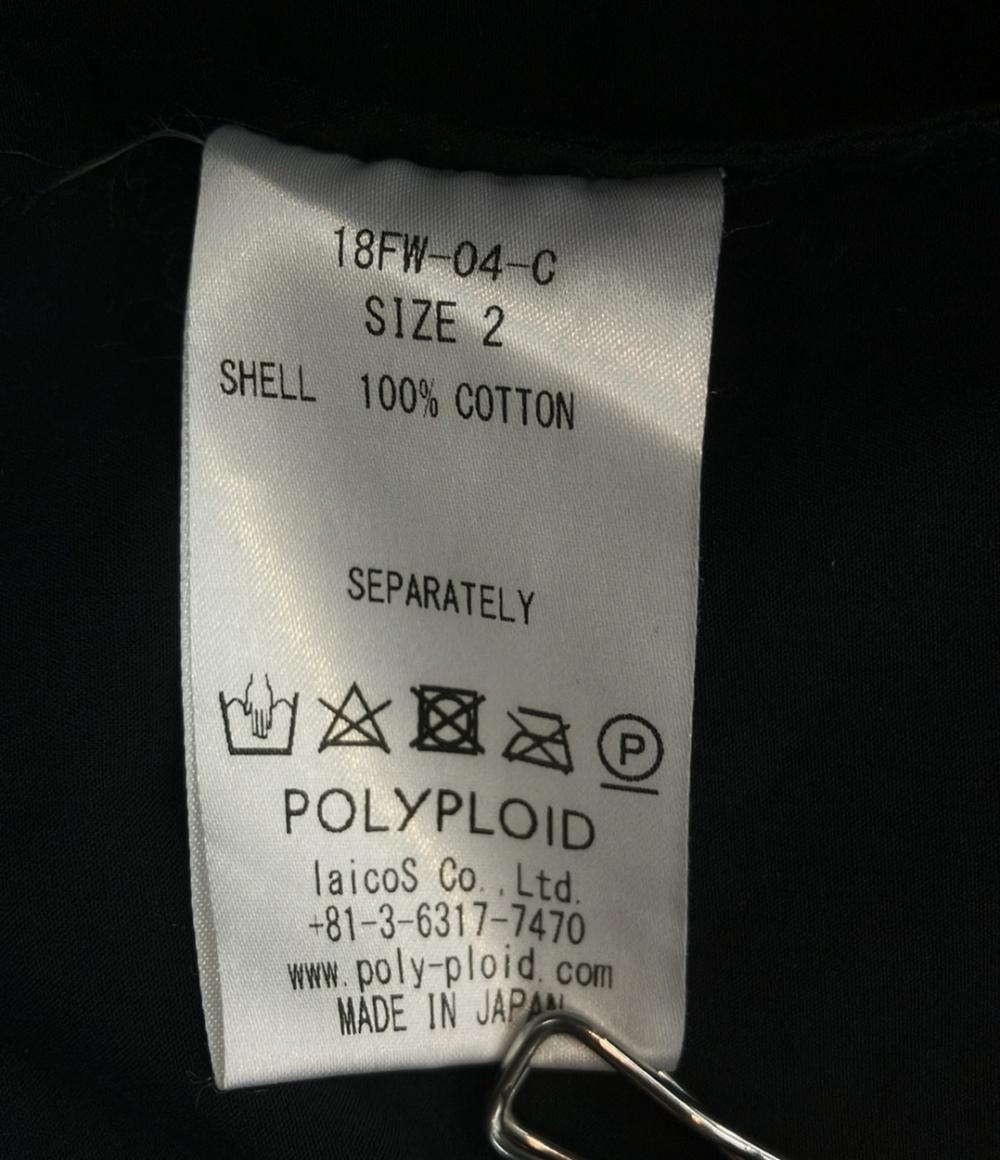 18FW-04-C
SIZE 2
SHELL 100% COTTON
SEPARATELY
P
POLYPLOID
laicoS Co.,Ltd.
+81-3-6317-7470
www.poly-ploid.com
MADE IN JAPAN